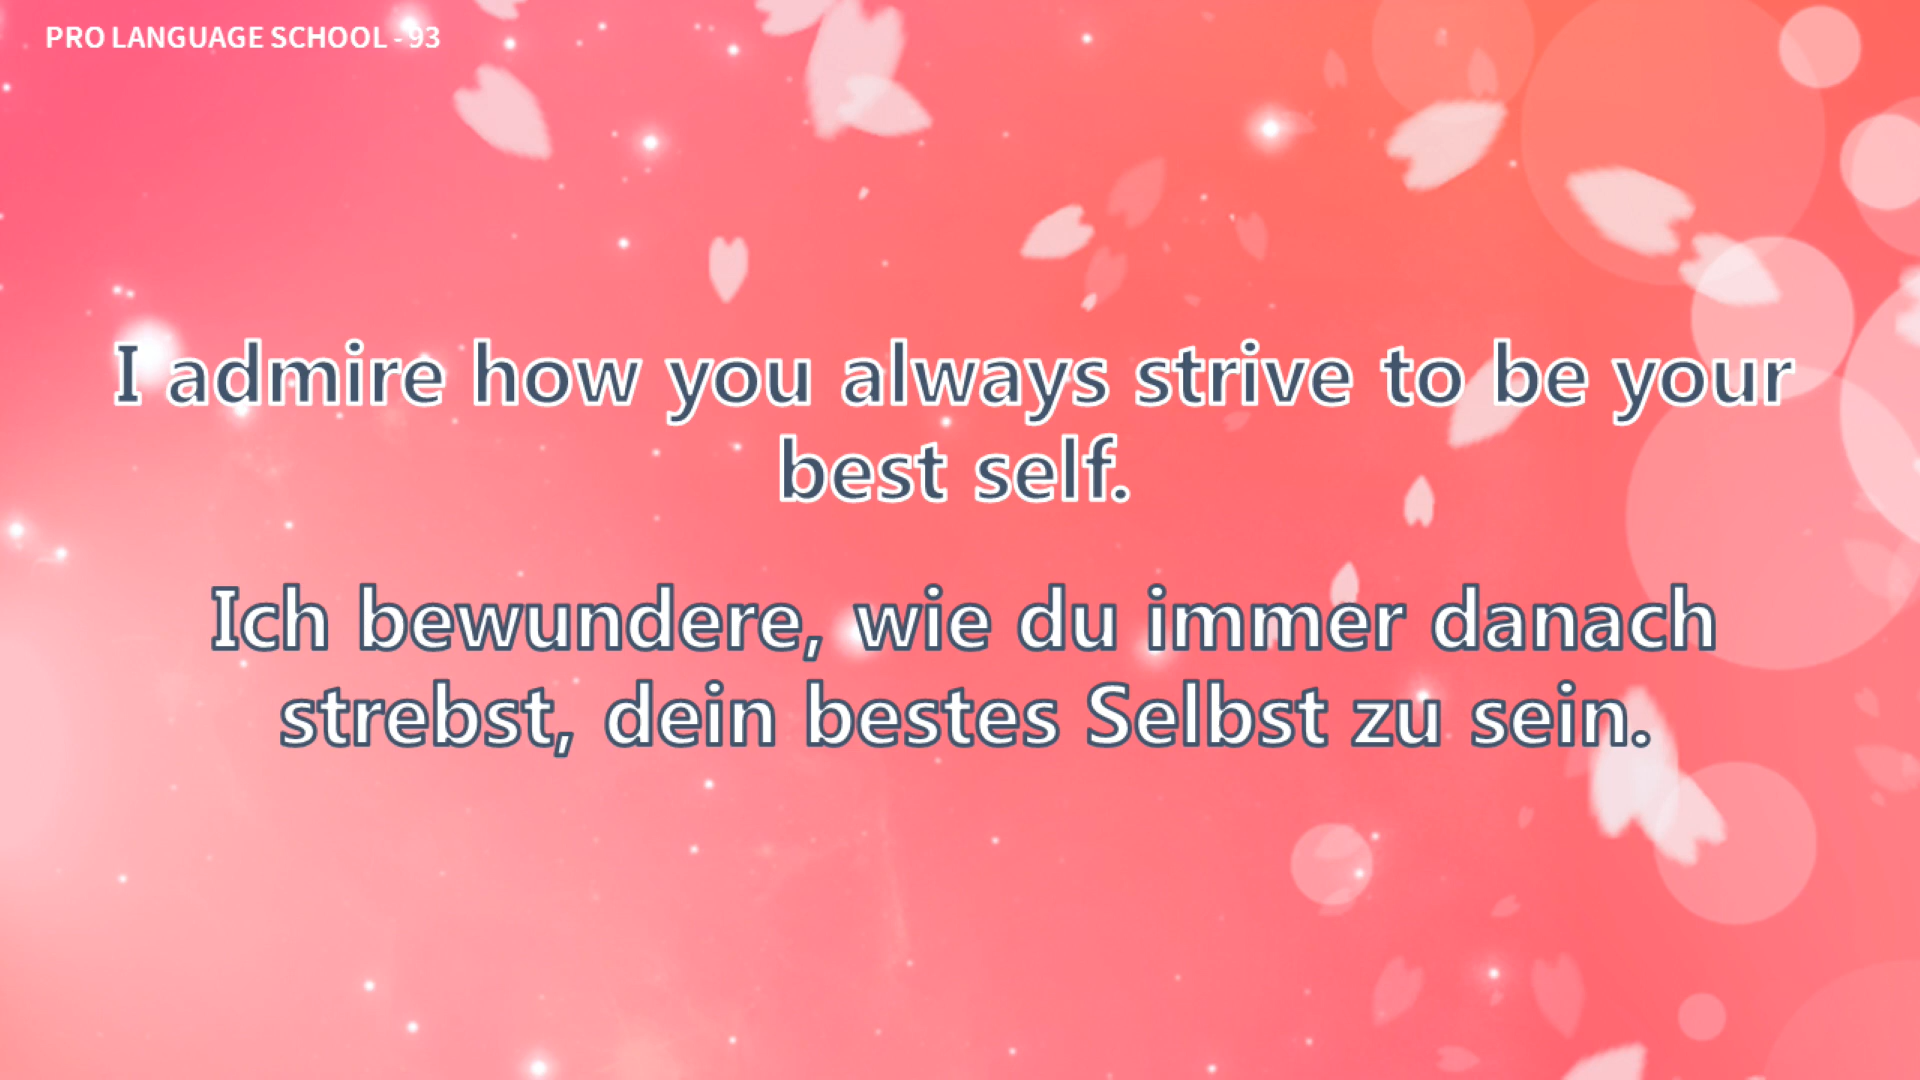 PRO LANGUAGE SCHOOL - 93
I admire how you always strive to be your
best self.
Ich bewundere, wie du immer danach
strebst, dein bestes Selbst zu sein.